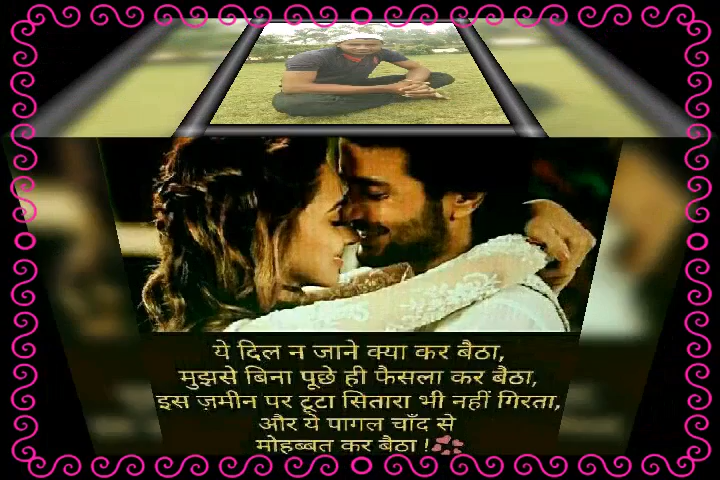 ये दिल न जाने क्या कर बैठा,
मुझसे बिना पूछे ही फैसला कर बैठा,
इस ज़मीन पर टूटा सितारा भी नहीं गिरता,
और ये पागल चाँद से
मोहब्बत कर बैठा ! 💞